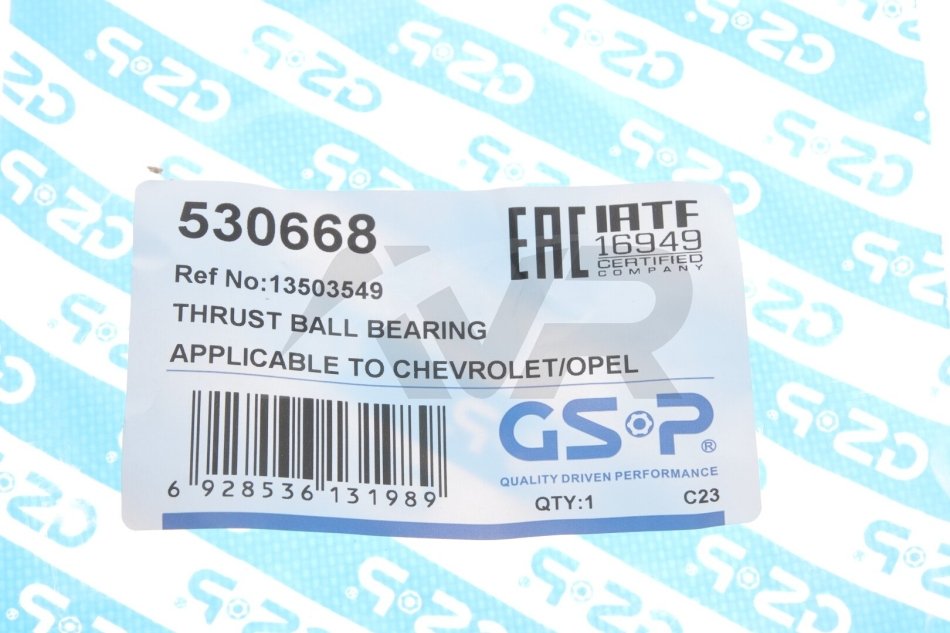 530668
EAC IATF
16949
CERTIFIED
COMPANY
Ref No:13503549
THRUST BALL BEARING
APPLICABLE TO CHEVROLET/OPEL
GSP®
QUALITY DRIVEN PERFORMANCE
6 928536 131989
QTY:1 C23